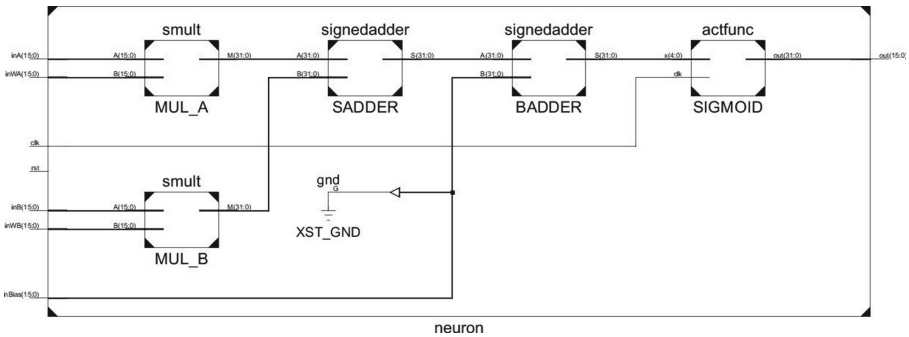 smult signedadder signedadder actfunc
inA(15:0) A(15:0) M(31:0) A(31:0) S(31:0) A(31:0) S(31:0) x(4:0) out(31:0) out(15:0)
inWA(15:0) B(15:0) B(31:0) B(31:0) clk
MUL_A SADDER BADDER SIGMOID
clk
rst
smult gnd
G
inB(15:0) A(15:0) M(31:0)
inWB(15:0) B(15:0) XST_GND
MUL_B
inBias(15:0)
neuron